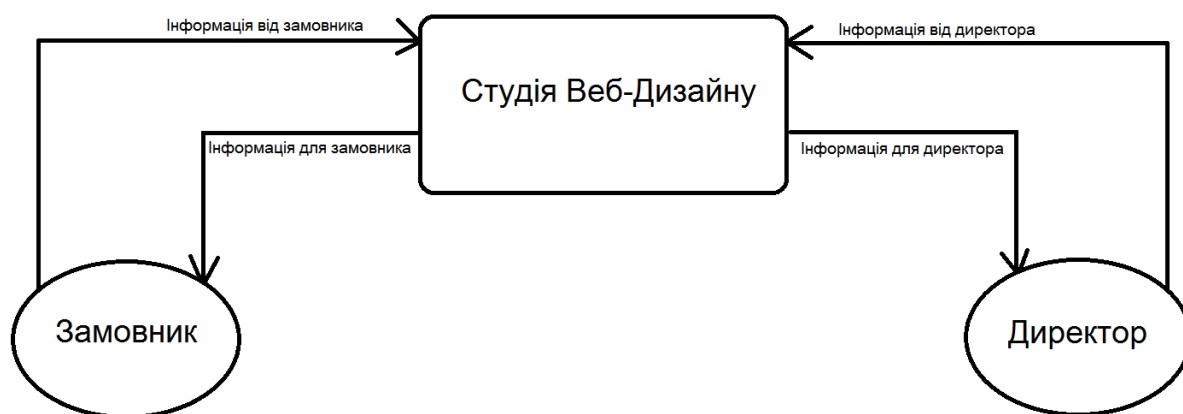 Інформація від замовника
Інформація від директора
Студія Веб-Дизайну
Інформація для замовника
Інформація для директора
Замовник
Директор